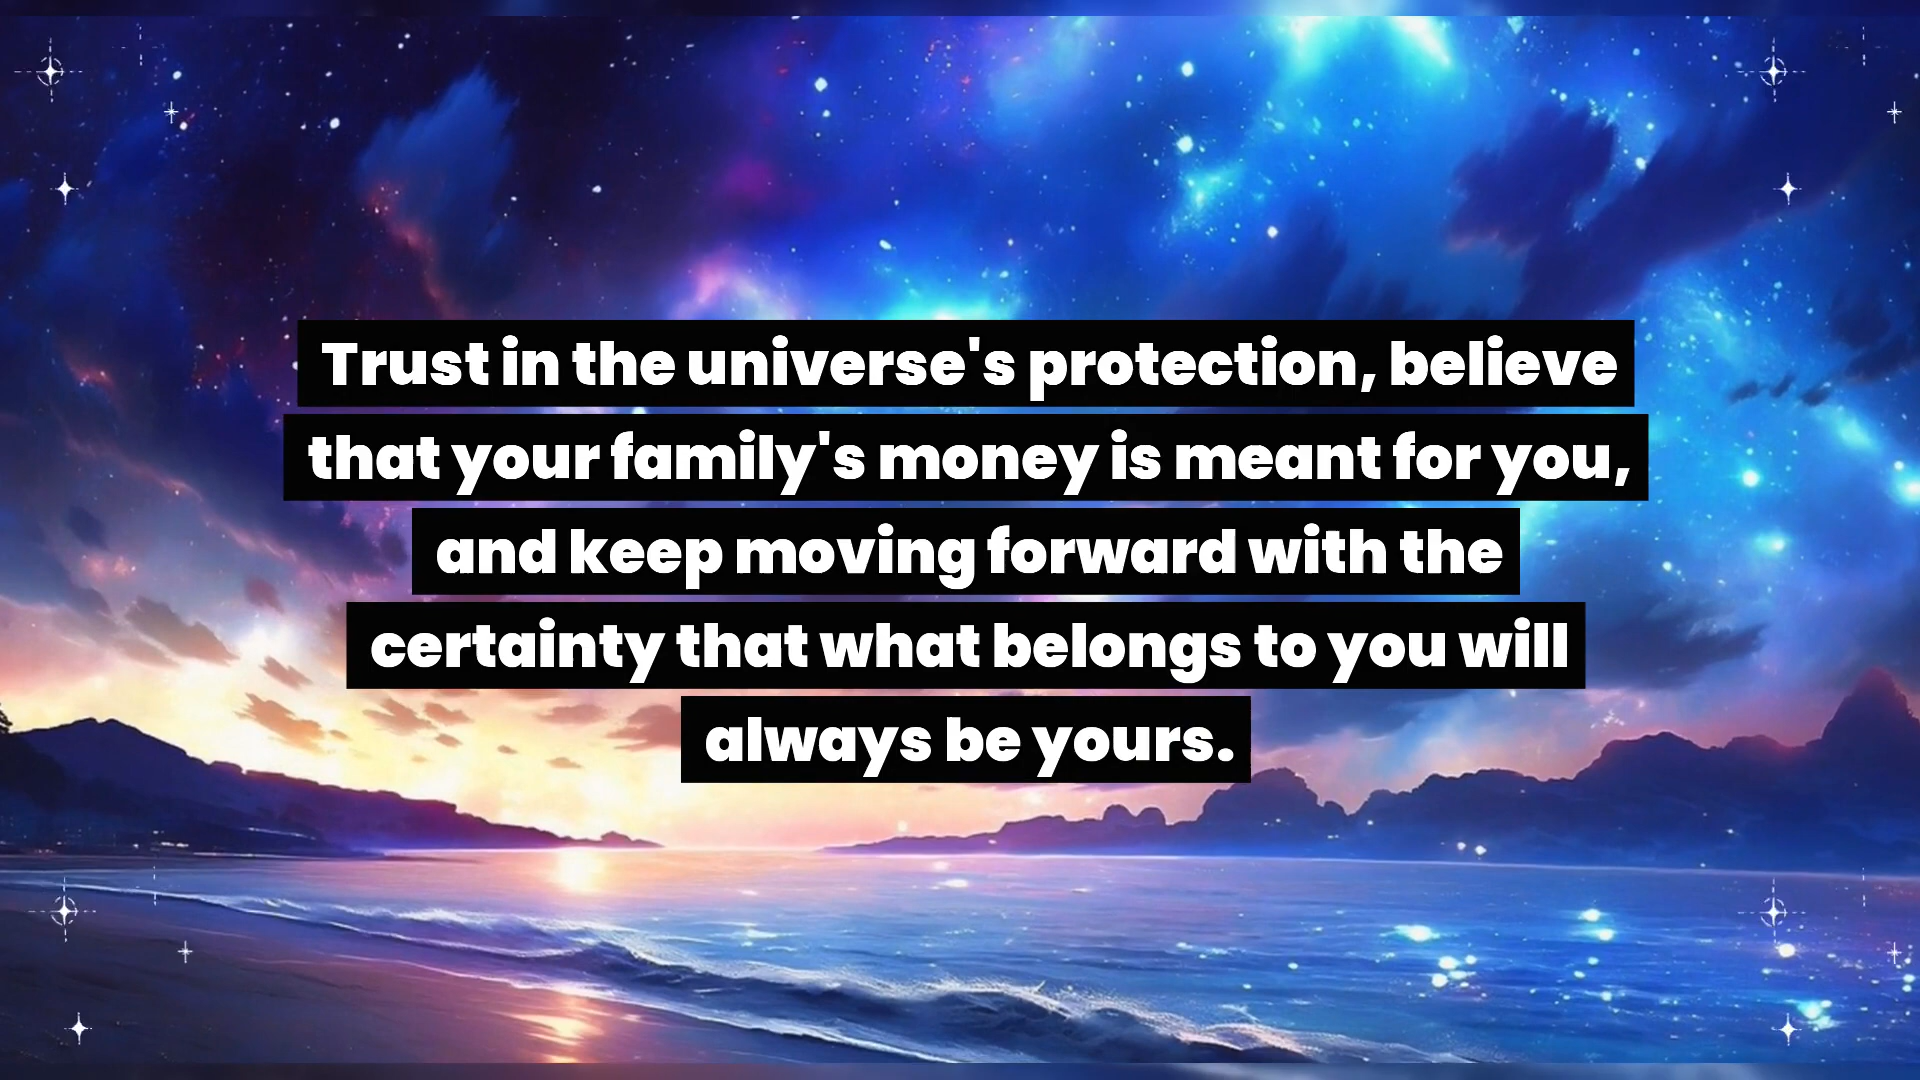 Trust in the universe's protection, believe
that your family's money is meant for you,
and keep moving forward with the
certainty that what belongs to you will
always be yours.